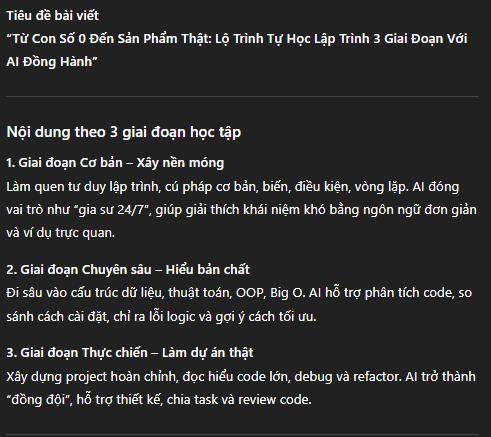 Tiêu đề bài viết
“Từ Con Số 0 Đến Sản Phẩm Thật: Lộ Trình Tự Học Lập Trình 3 Giai Đoạn Với
AI Đồng Hành”
Nội dung theo 3 giai đoạn học tập
1. Giai đoạn Cơ bản – Xây nền móng
Làm quen tư duy lập trình, cú pháp cơ bản, biến, điều kiện, vòng lặp. AI đóng
vai trò như “gia sư 24/7”, giúp giải thích khái niệm khó bằng ngôn ngữ đơn giản
và ví dụ trực quan.
2. Giai đoạn Chuyên sâu – Hiểu bản chất
Đi sâu vào cấu trúc dữ liệu, thuật toán, OOP, Big O. AI hỗ trợ phân tích code, so
sánh cách cài đặt, chỉ ra lỗi logic và gợi ý cách tối ưu.
3. Giai đoạn Thực chiến – Làm dự án thật
Xây dựng project hoàn chỉnh, đọc hiểu code lớn, debug và refactor. AI trở thành
“đồng đội”, hỗ trợ thiết kế, chia task và review code.